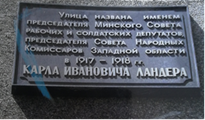 Улица названа именем
председателя Минского Совета
рабочих и солдатских депутатов
председателя Совета Народных
Комиссаров Западной области
в 1917 - 1918 гг.
Карла Ивановича Ландера